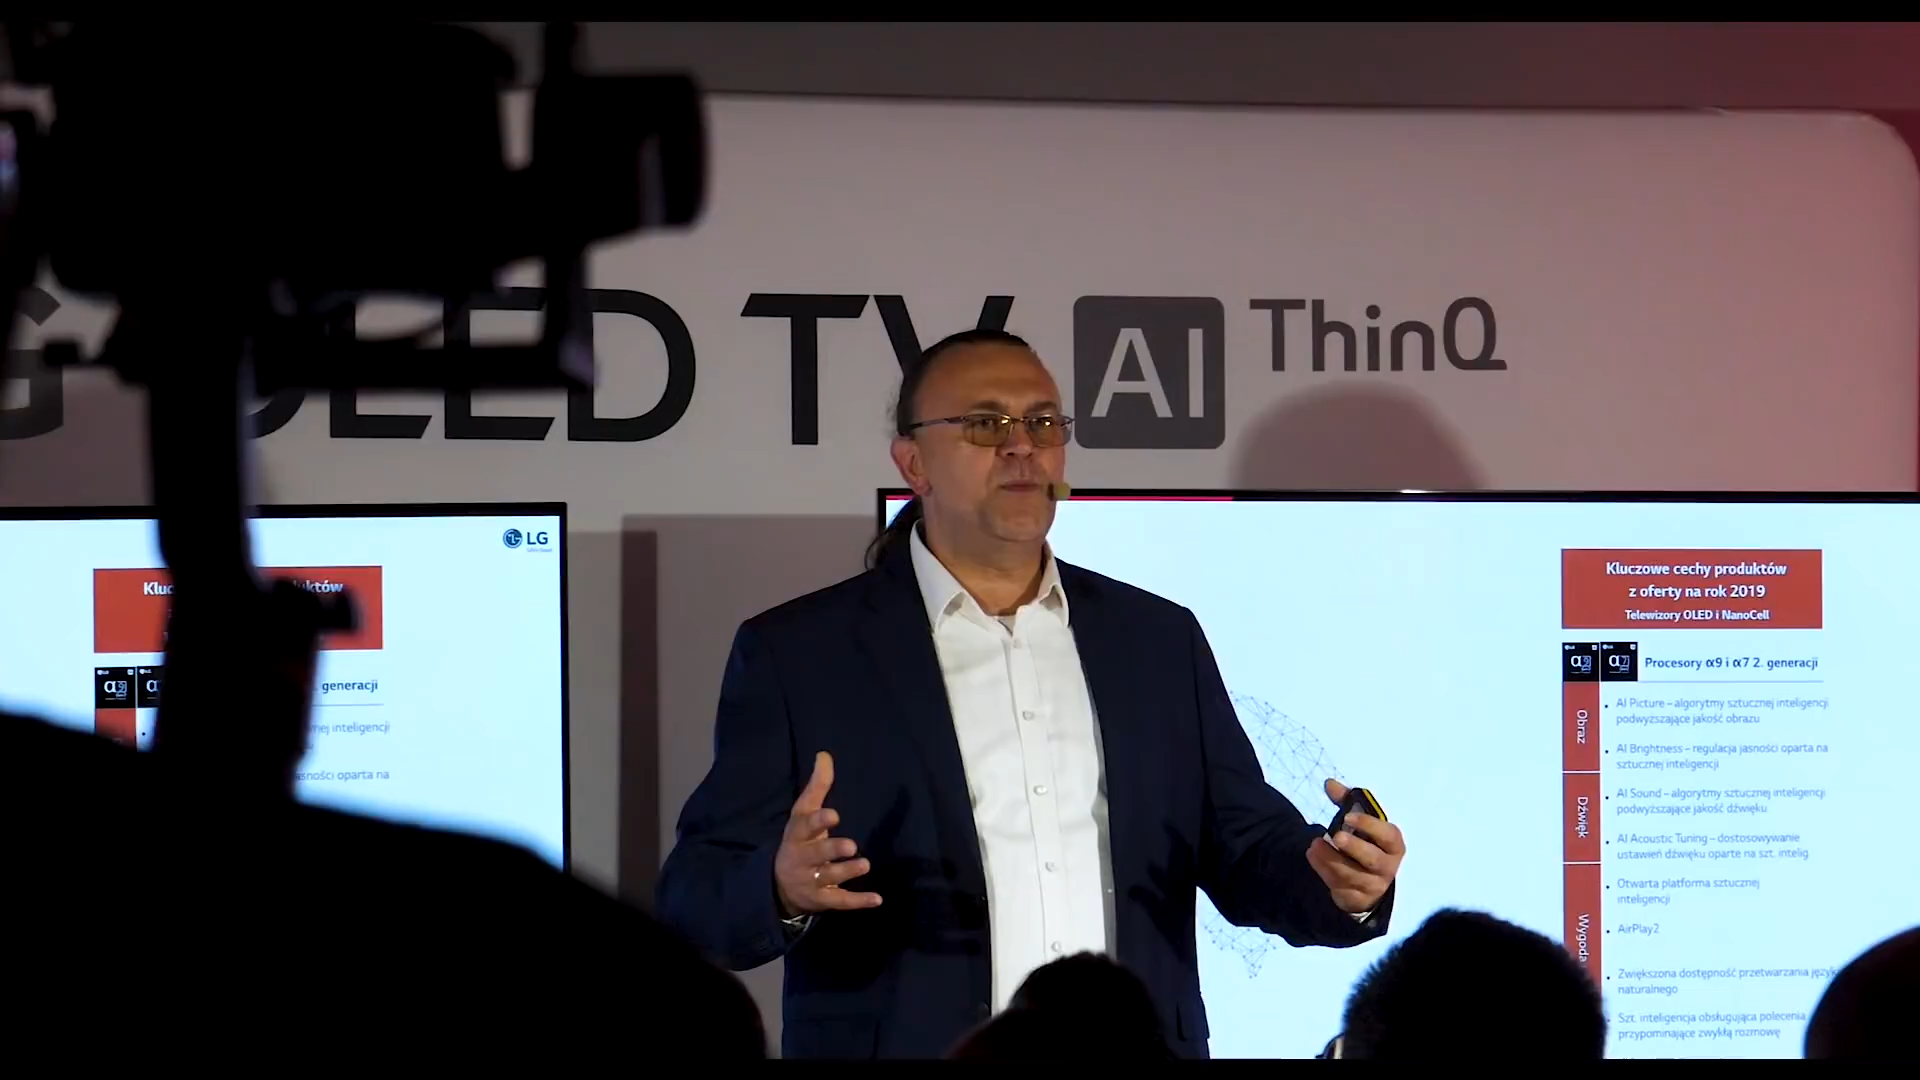 G OLED TV AI ThinQ
LG
Kluczowe cechy produktów
z oferty na rok 2019
Telewizory OLED i NanoCell
Procesory α9 i α7 2. generacji
Obraz
AI Picture – algorytmy sztucznej inteligencji
podwyższające jakość obrazu
AI Brightness – regulacja jasności oparta na
sztucznej inteligencji
Dźwięk
AI Sound – algorytmy sztucznej inteligencji
podwyższające jakość dźwięku
AI Acoustic Tuning – dostosowywanie
ustawień dźwięku oparte na szt. intelig
Wygoda
Otwarta platforma sztucznej
inteligencji
AirPlay2
Zwiększona dostępność przetwarzania języka
naturalnego
Szt. inteligencja obsługująca polecenia
przypominające zwykłą rozmowę
generacji
inteligencji
oparta na